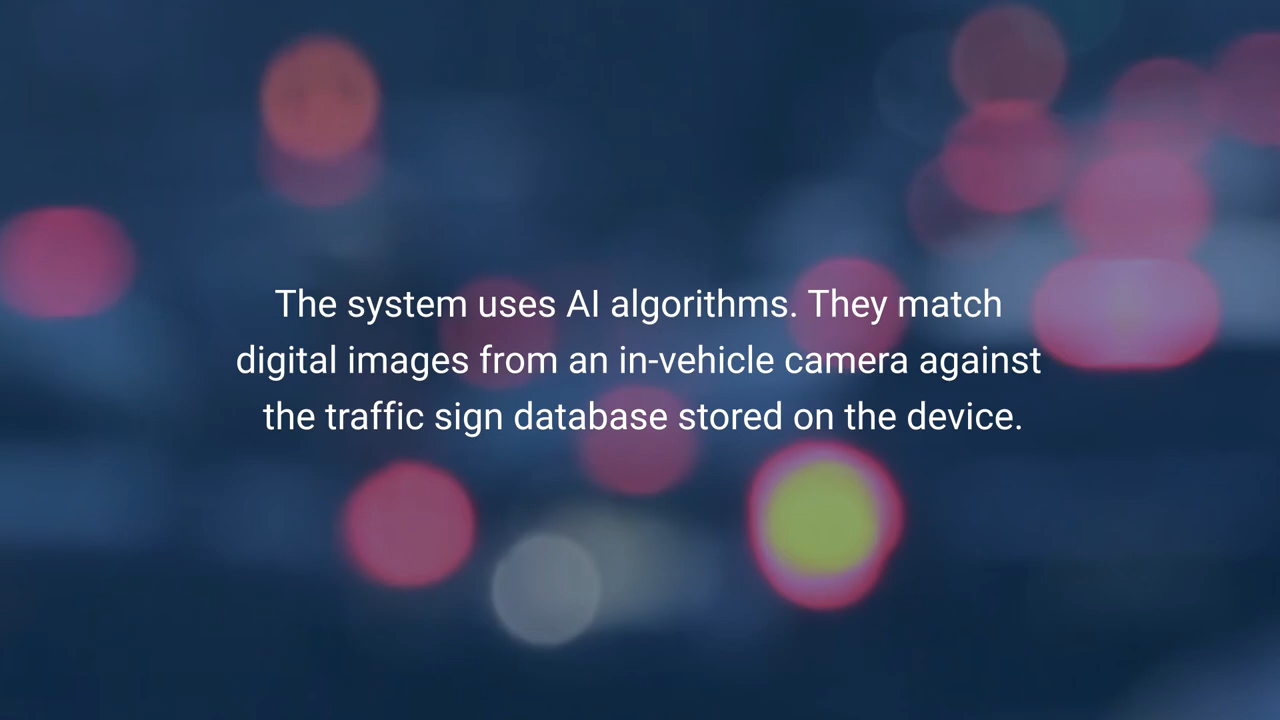 The system uses AI algorithms. They match
digital images from an in-vehicle camera against
the traffic sign database stored on the device.